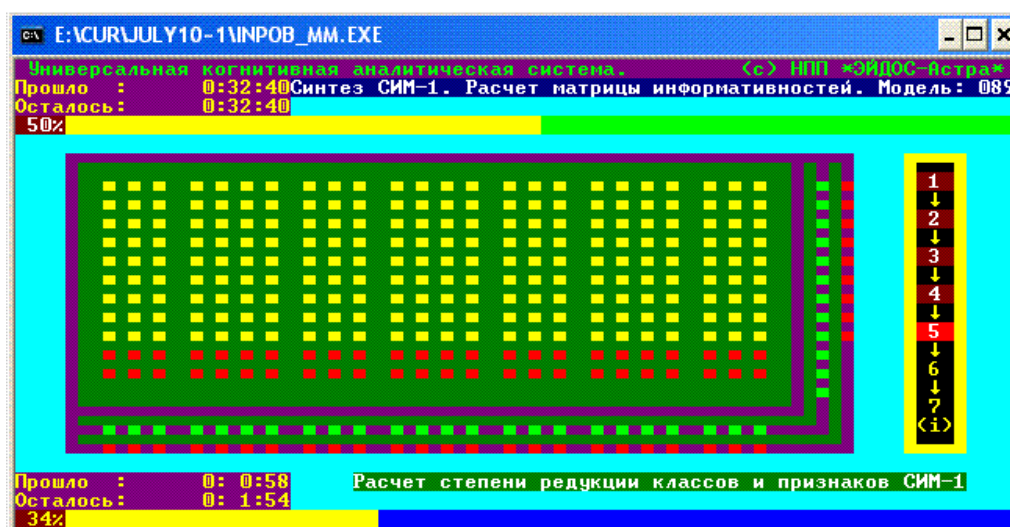 E:\CUR\JULY10-1\INPOB_MM.EXE
Универсальная когнитивная аналитическая система. (c) НПП *ЭЙДОС-Астра*
Прошло : 0:32:40 Синтез СИМ-1. Расчет матрицы информативностей. Модель: 089
Осталось: 0:32:40
50%
1
↓
2
↓
3
↓
4
↓
5
↓
6
↓
7
(i)
Прошло : 0: 0:58 Расчет степени редукции классов и признаков СИМ-1
Осталось: 0: 1:54
34%